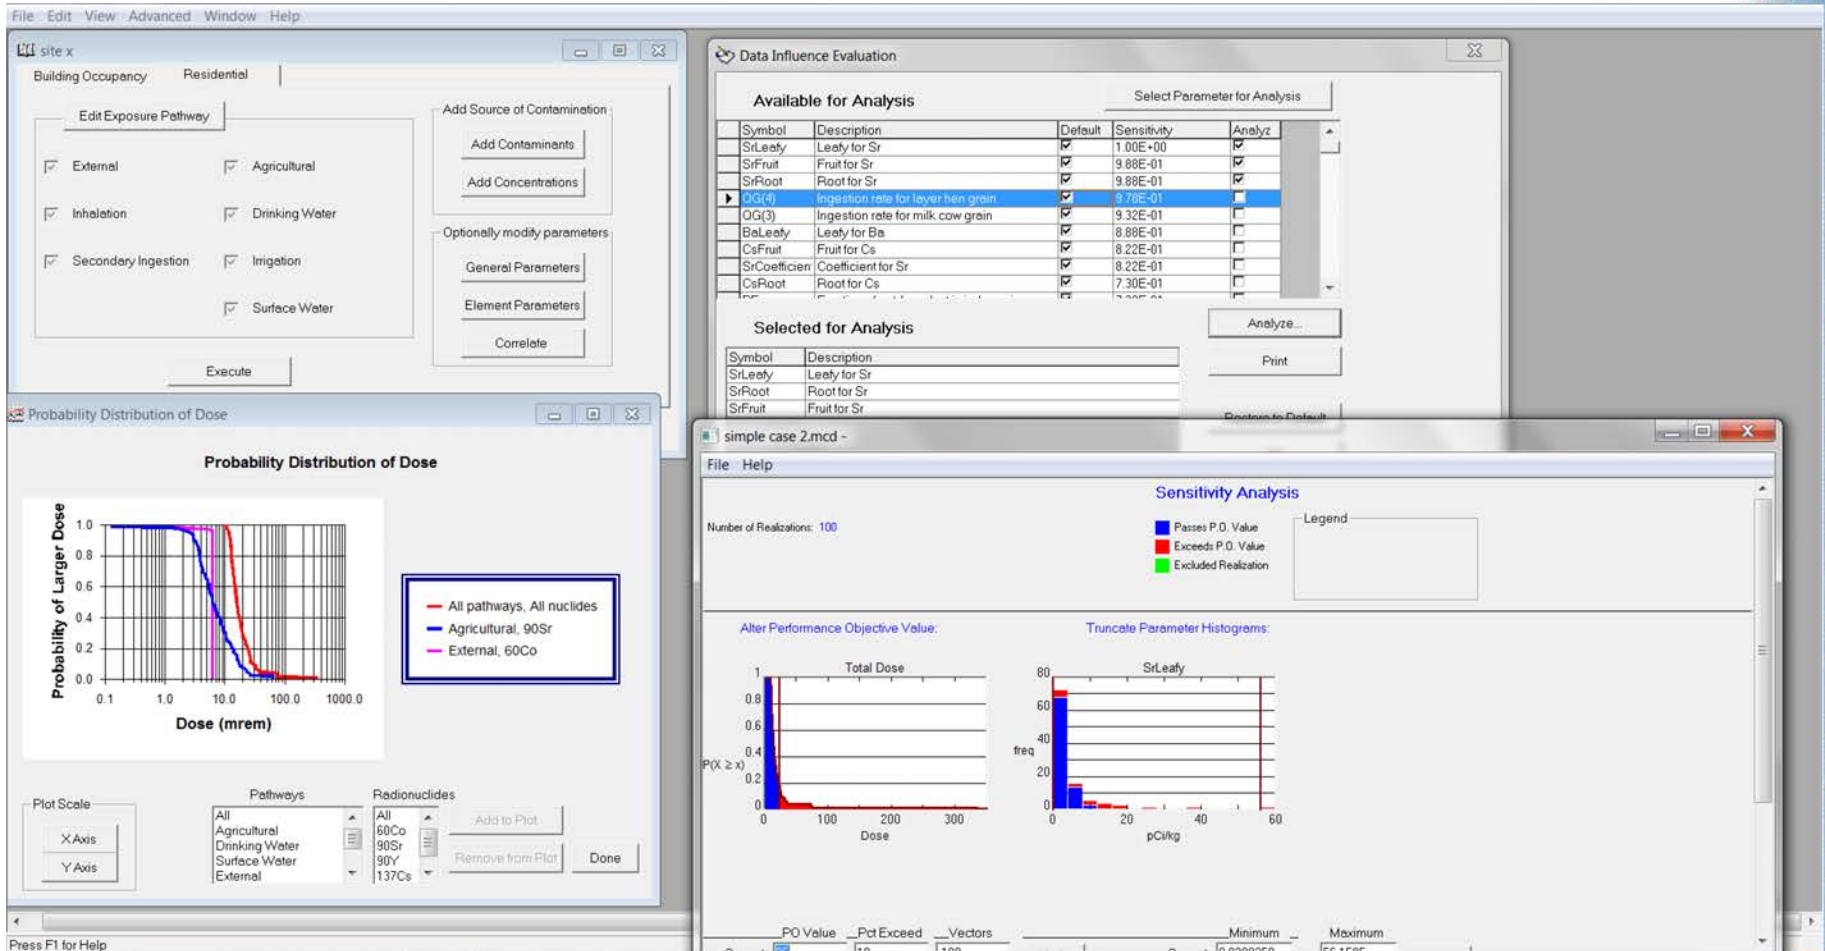 File Edit View Advanced Window Help
site x
Building Occupancy Residential
Edit Exposure Pathway
External Agricultural
Inhalation Drinking Water
Secondary Ingestion Irrigation
Surface Water
Add Source of Contamination
Add Contaminants
Add Concentrations
Optionally modify parameters
General Parameters
Element Parameters
Correlate
Execute
Data Influence Evaluation
Available for Analysis
Select Parameter for Analysis
Symbol Description Default Sensitivity Analyz
SrLeafy Leafy for Sr 1.00E+00
SrFruit Fruit for Sr 9.88E-01
SrRoot Root for Sr 9.88E-01
QG(4) Ingestion rate for layer hen grain 9.78E-01
QG(3) Ingestion rate for milk cow grain 9.32E-01
BaLeafy Leafy for Ba 8.88E-01
CsFruit Fruit for Cs 8.22E-01
SrCoefficien Coefficient for Sr 8.22E-01
CsRoot Root for Cs 7.30E-01
Selected for Analysis
Analyze...
Print
Restore to Default
Symbol Description
SrLeafy Leafy for Sr
SrRoot Root for Sr
SrFruit Fruit for Sr
Probability Distribution of Dose
Probability Distribution of Dose
Probability of Larger Dose
1.0
0.8
0.6
0.4
0.2
0.0
0.1 1.0 10.0 100.0 1000.0
Dose (mrem)
All pathways, All nuclides
Agricultural, 90Sr
External, 60Co
Plot Scale
X Axis
Y Axis
Pathways
All
Agricultural
Drinking Water
Surface Water
External
Radionuclides
All
60Co
90Sr
90Y
137Cs
Add to Plot
Remove from Plot
Done
simple case 2.mcd -
File Help
Sensitivity Analysis
Number of Realizations: 100
Passes P.O. Value
Exceeds P.O. Value
Excluded Realization
Legend
Alter Performance Objective Value:
Truncate Parameter Histograms:
Total Dose
1
0.8
0.6
0.4
P(X ≥ x)
0.2
0
0 100 200 300
Dose
SrLeafy
80
60
40
freq
20
0
0 20 40 60
pCi/kg
PO Value Pct Exceed Vectors Minimum Maximum
Press F1 for Help